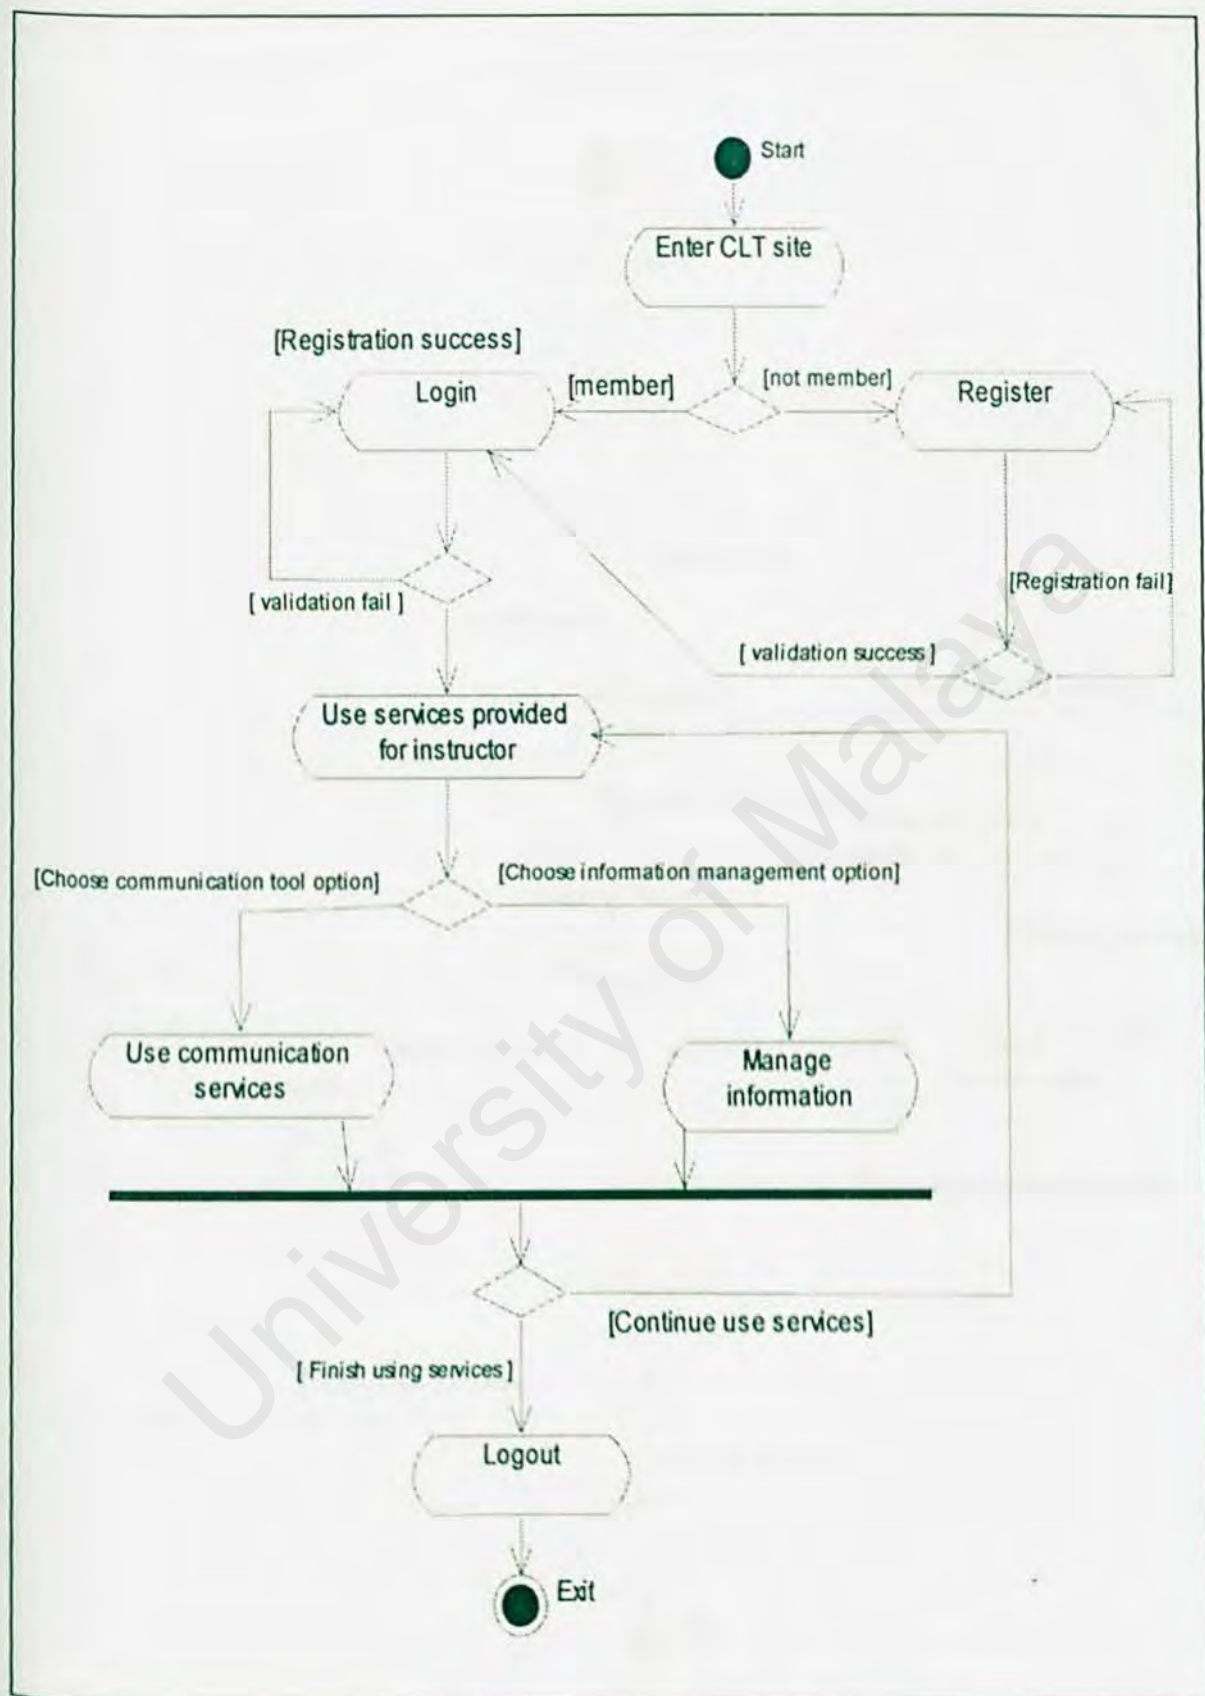 Start
Enter CLT site
[Registration success]
Login
[member]
[not member]
Register
[ validation fail ]
[Registration fail]
[ validation success ]
Use services provided
for instructor
[Choose communication tool option]
[Choose information management option]
Use communication
services
Manage
information
[Continue use services]
[ Finish using services ]
Logout
Exit
University of Malaya